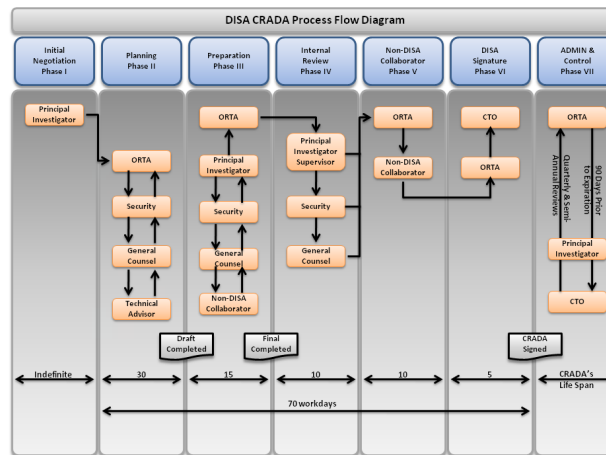 DISA CRADA Process Flow Diagram
Initial
Negotiation
Phase I
Planning
Phase II
Preparation
Phase III
Internal
Review
Phase IV
Non-DISA
Collaborator
Phase V
DISA
Signature
Phase VI
ADMIN &
Control
Phase VII
Principal
Investigator
ORTA
Security
General
Counsel
Technical
Advisor
ORTA
Principal
Investigator
Security
General
Counsel
Non-DISA
Collaborator
Principal
Investigator
Supervisor
Security
General
Counsel
ORTA
Non-DISA
Collaborator
CTO
ORTA
ORTA
Quarterly & Semi-
Annual Reviews
90 Days Prior
to Expiration
Principal
Investigator
CTO
Draft
Completed
Final
Completed
CRADA
Signed
Indefinite
30
15
10
10
5
CRADA's
Life Span
70 workdays